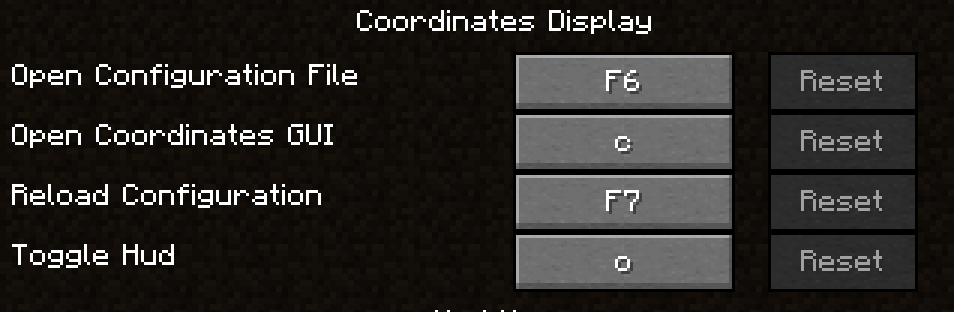 Coordinates Display
Open Configuration File F6 Reset
Open Coordinates GUI c Reset
Reload Configuration F7 Reset
Toggle Hud o Reset